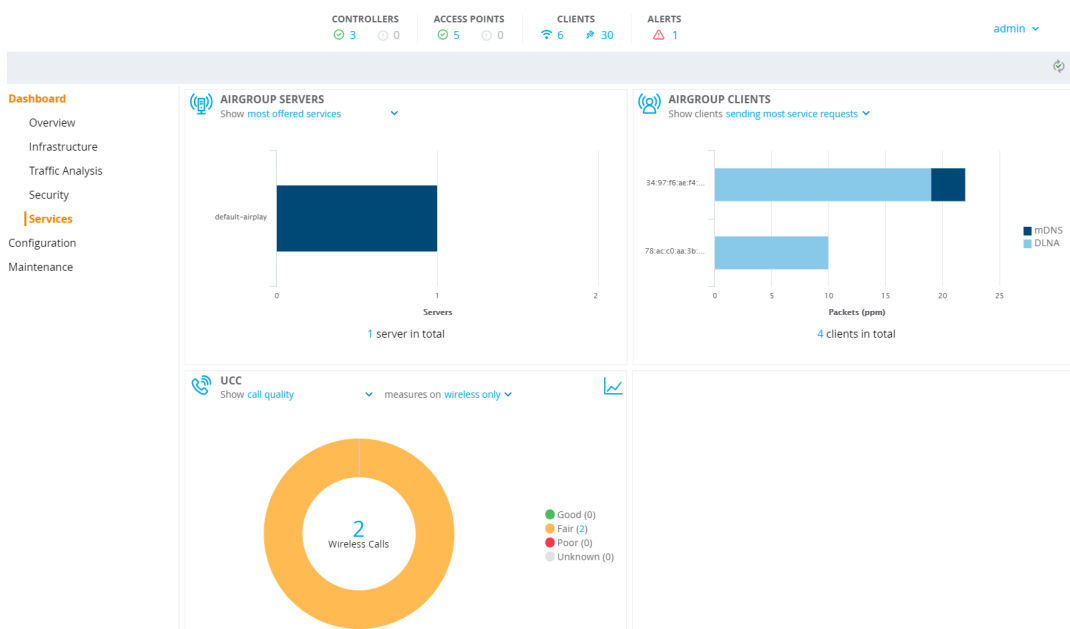 CONTROLLERS ACCESS POINTS CLIENTS ALERTS
3 0 5 0 6 30 1
admin
Dashboard
Overview
Infrastructure
Traffic Analysis
Security
Services
Configuration
Maintenance
AIRGROUP SERVERS
Show most offered services
default-airplay
0 1 2
Servers
1 server in total
AIRGROUP CLIENTS
Show clients sending most service requests
34:97:f6:ae:f4:...
78:ac:c0:aa:3b:...
0 5 10 15 20 25
Packets (ppm)
mDNS
DLNA
4 clients in total
UCC
Show call quality measures on wireless only
2
Wireless Calls
Good (0)
Fair (2)
Poor (0)
Unknown (0)